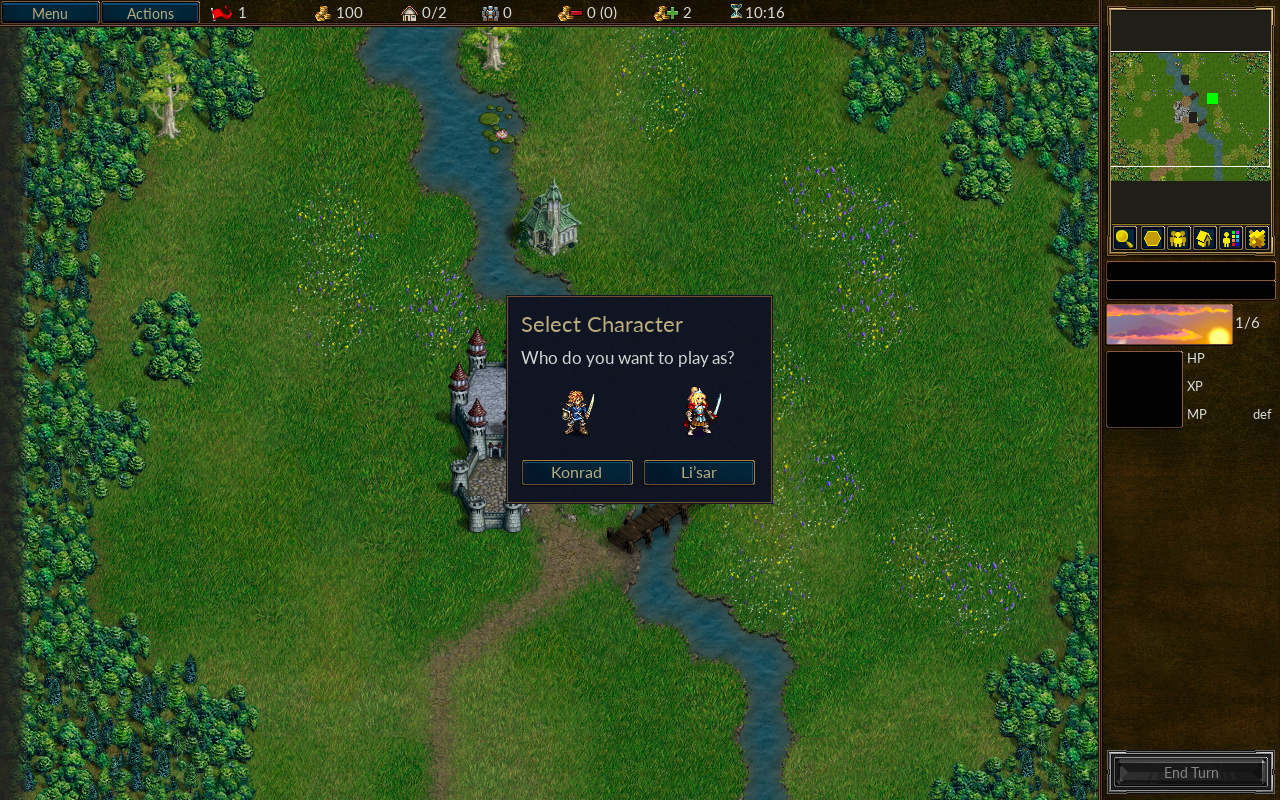 Menu Actions 1 100 0/2 0 0 (0) 2 10:16
Select Character
Who do you want to play as?
Konrad Li'sar
1/6
HP
XP
MP def
End Turn